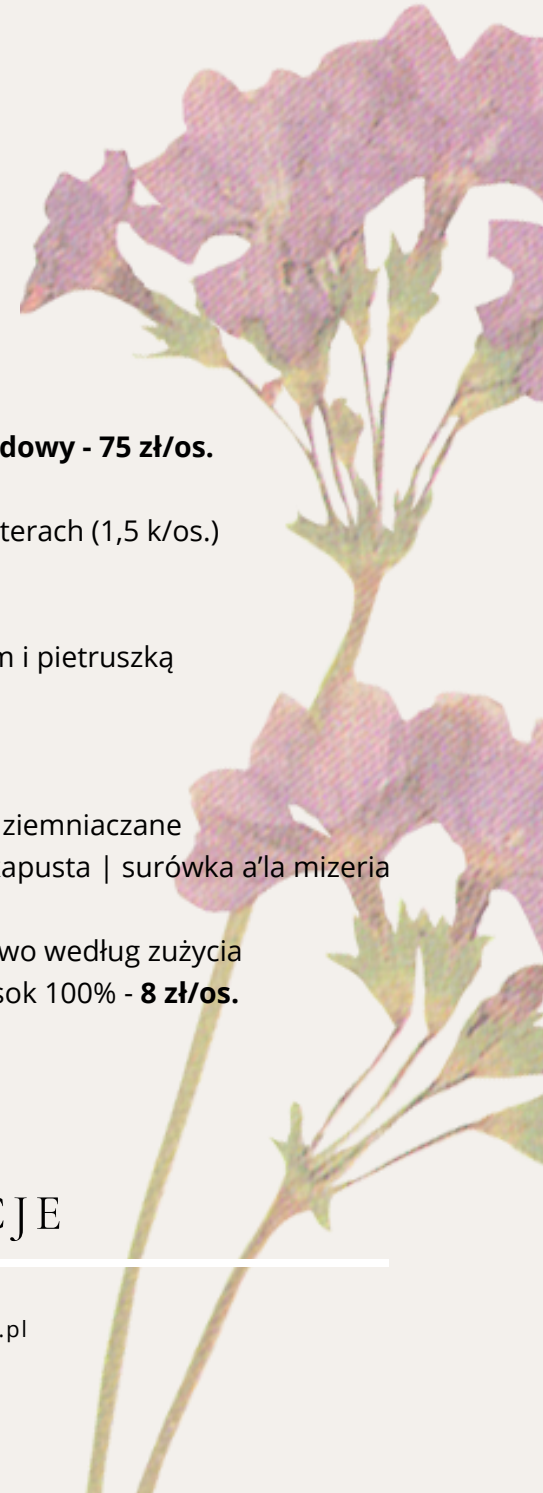 dowy - 75 zł/os.
terach (1,5 k/os.)
m i pietruszką
ziemniaczane
kapusta | surówka a’la mizeria
wo według zużycia
sok 100% - 8 zł/os.
CJE
.pl